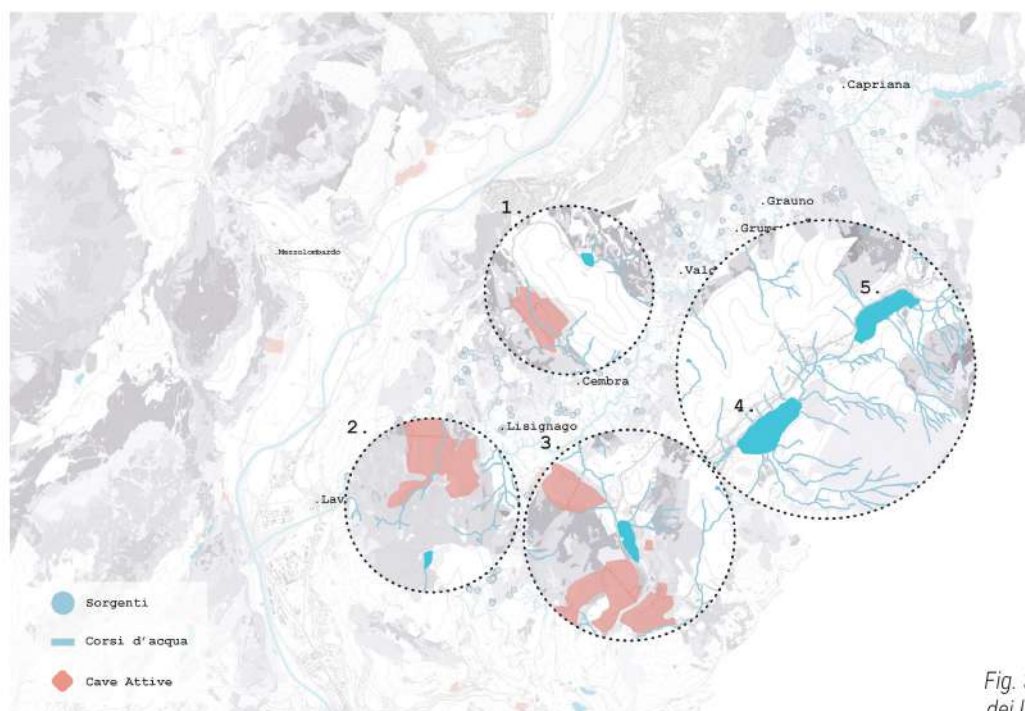 .Capriana
.Grauno
.Grum
1.
Mezzolombardo
.Valc
5.
.Cembra
4.
2.
.Lisignago
3.
.Lav
Sorgenti
Corsi d'acqua
Cave Attive
Fig.
dei l